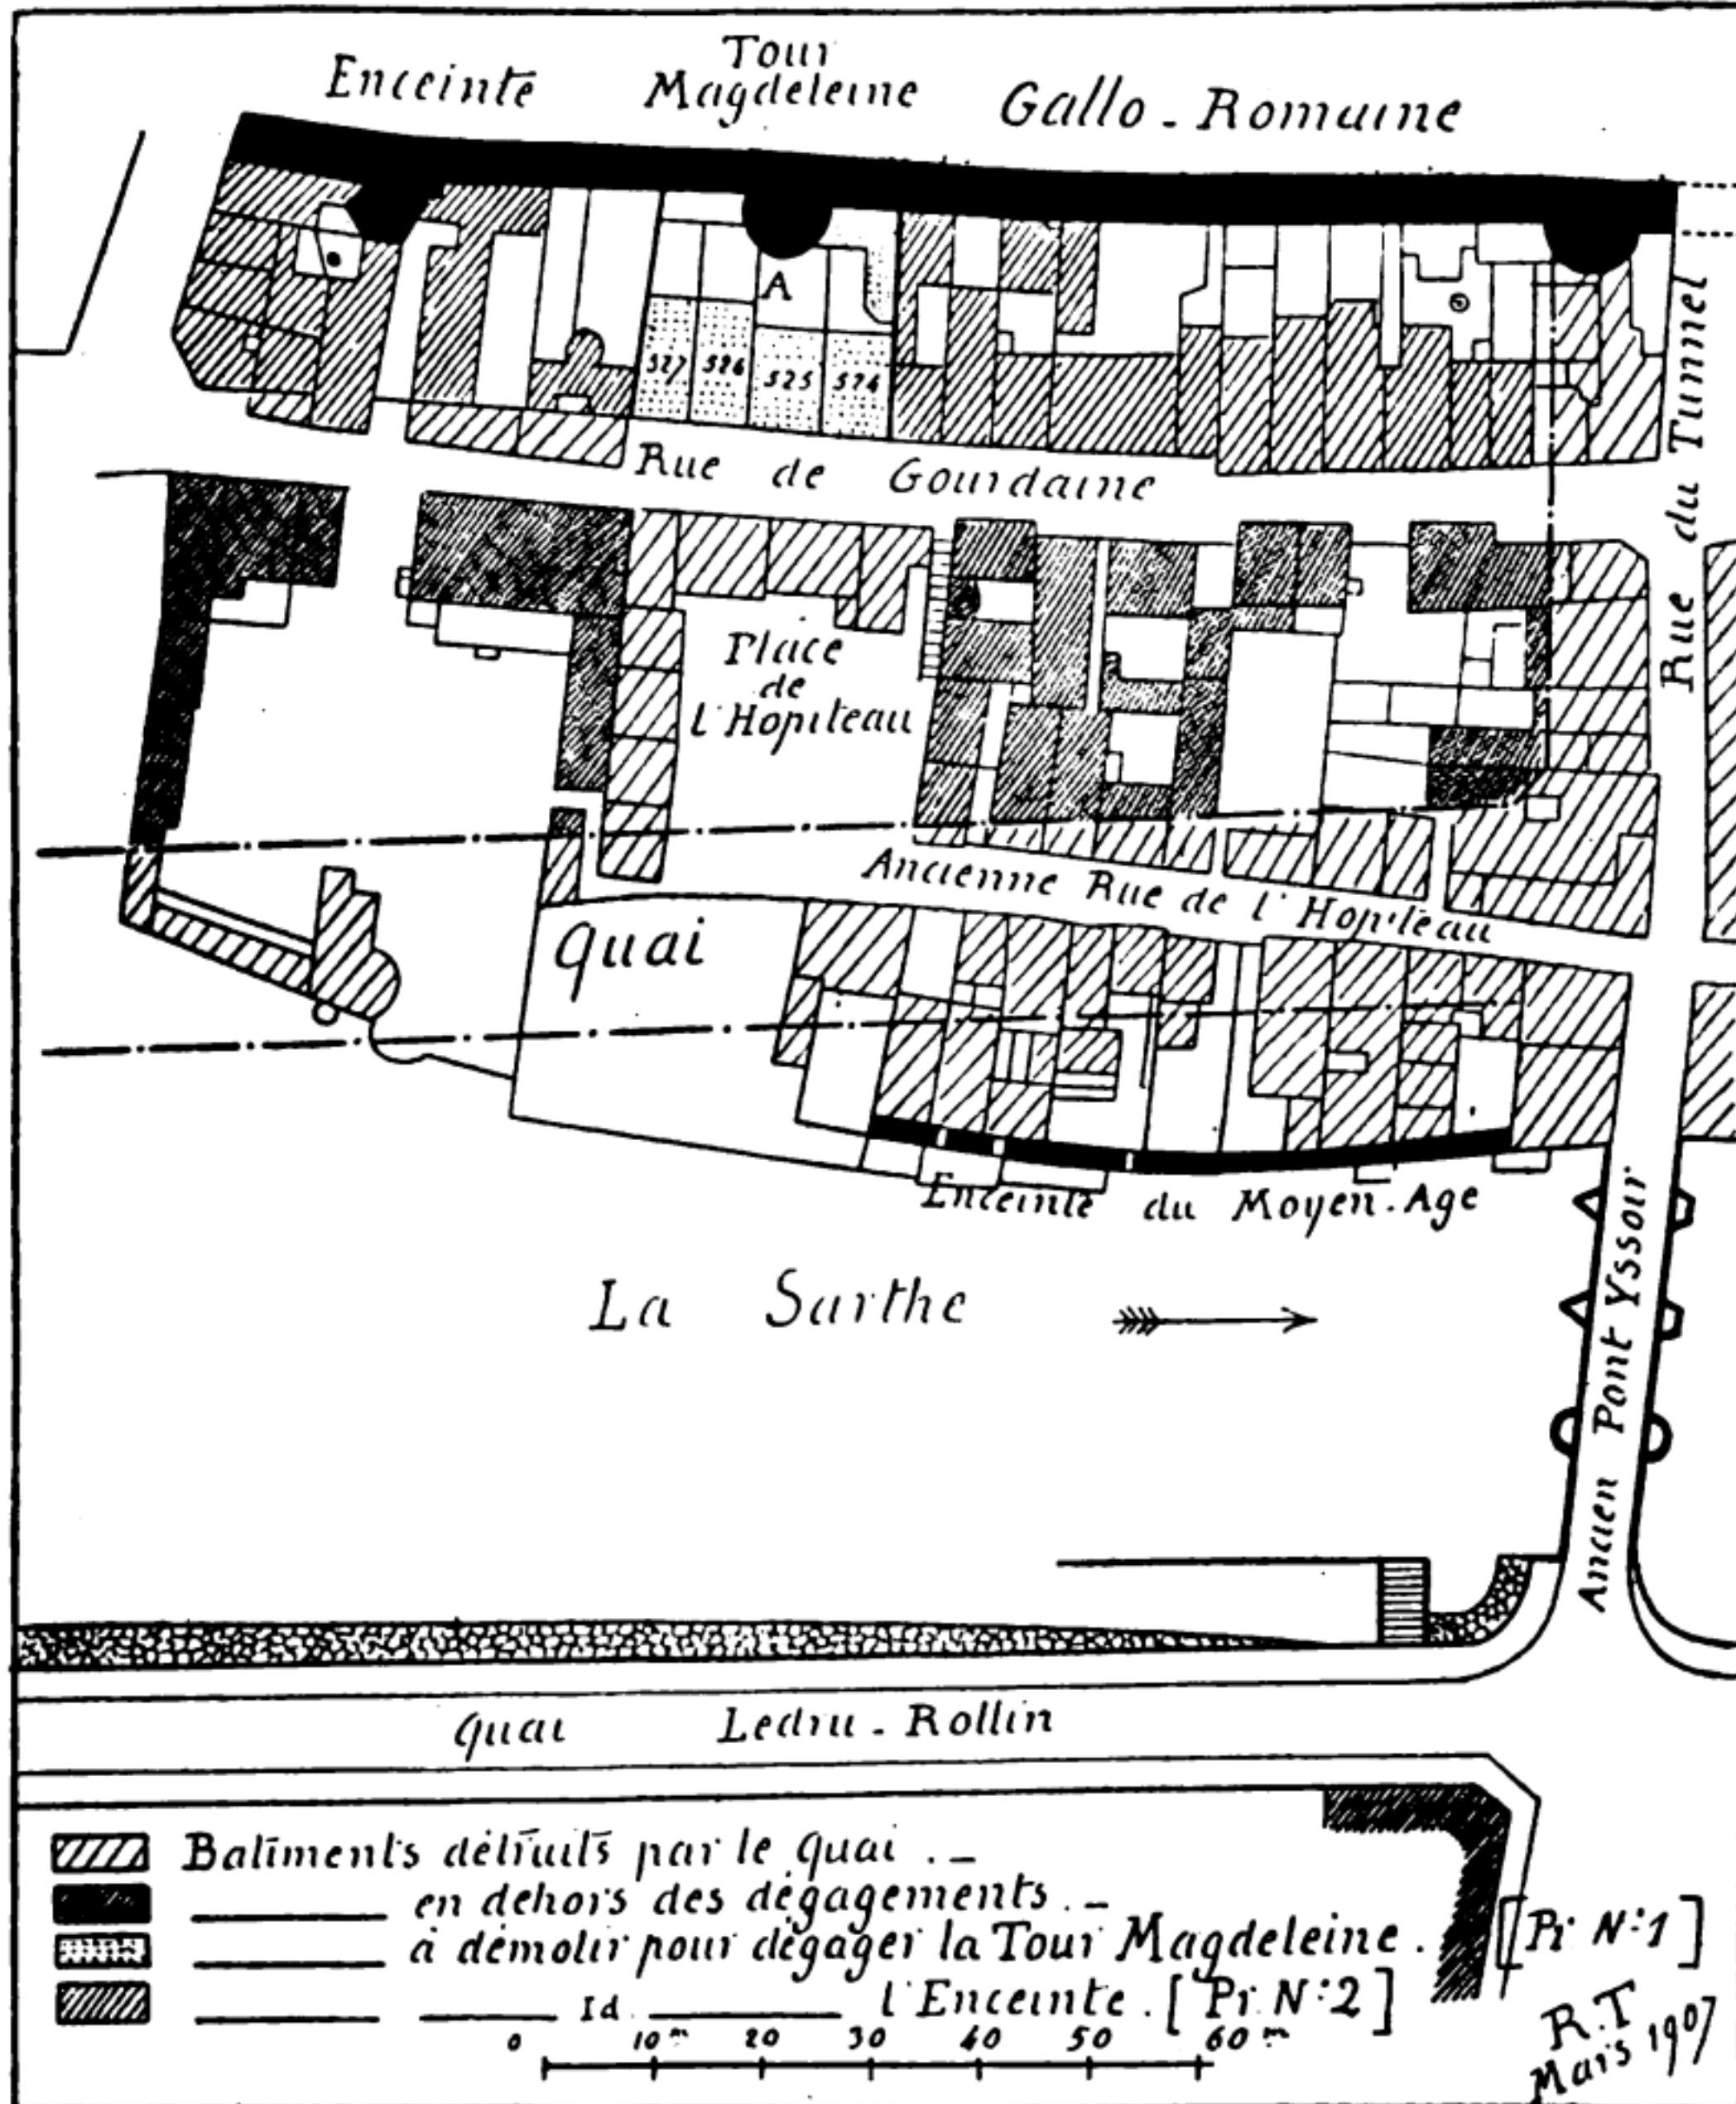 Tour
Enceinte Magdeleine Gallo-Romaine
A
527 526 525 524
Rue de Gourdaine
Rue du Tunnel
Place
de
l'Hopiteau
Ancienne Rue de l'Hopiteau
Quai
Enceinte du Moyen-Age
La Sarthe
Ancien Pont Yssoir
Quai Ledru-Rollin
Batiments détruits par le quai.-
en dehors des dégagements.-
à démolir pour dégager la Tour Magdeleine. [Pr N:1]
Id. l'Enceinte. [Pr. N:2]
0 10m 20 30 40 50 60m
R.T
Mars 1907